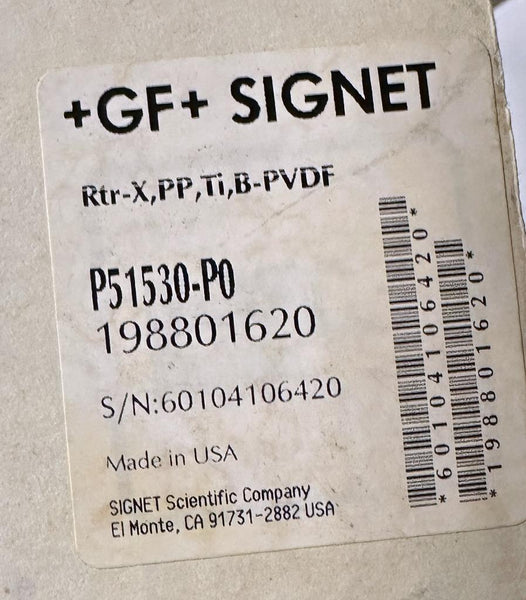 +GF+ SIGNET
Rtr-X,PP,Ti,B-PVDF
P51530-P0
198801620
S/N:60104106420
Made in USA
SIGNET Scientific Company
El Monte, CA 91731-2882 USA
*60104106420*
*198801620*